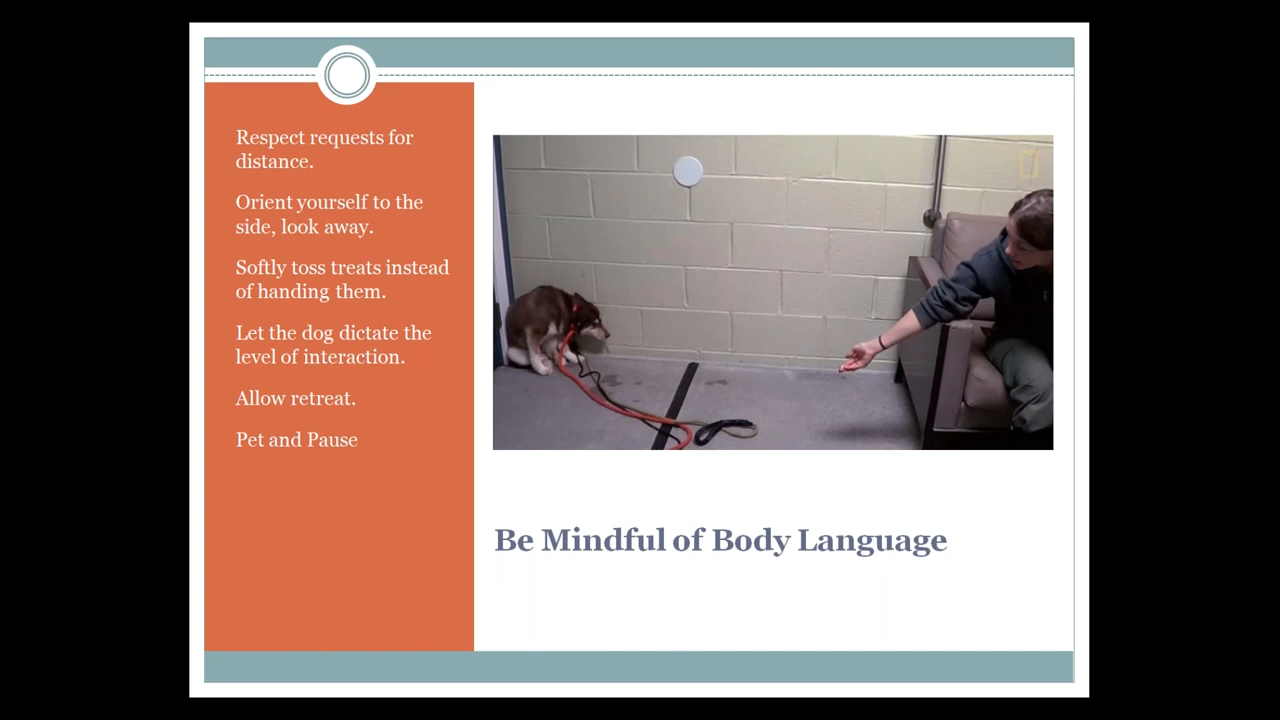 Respect requests for
distance.
Orient yourself to the
side, look away.
Softly toss treats instead
of handing them.
Let the dog dictate the
level of interaction.
Allow retreat.
Pet and Pause
Be Mindful of Body Language